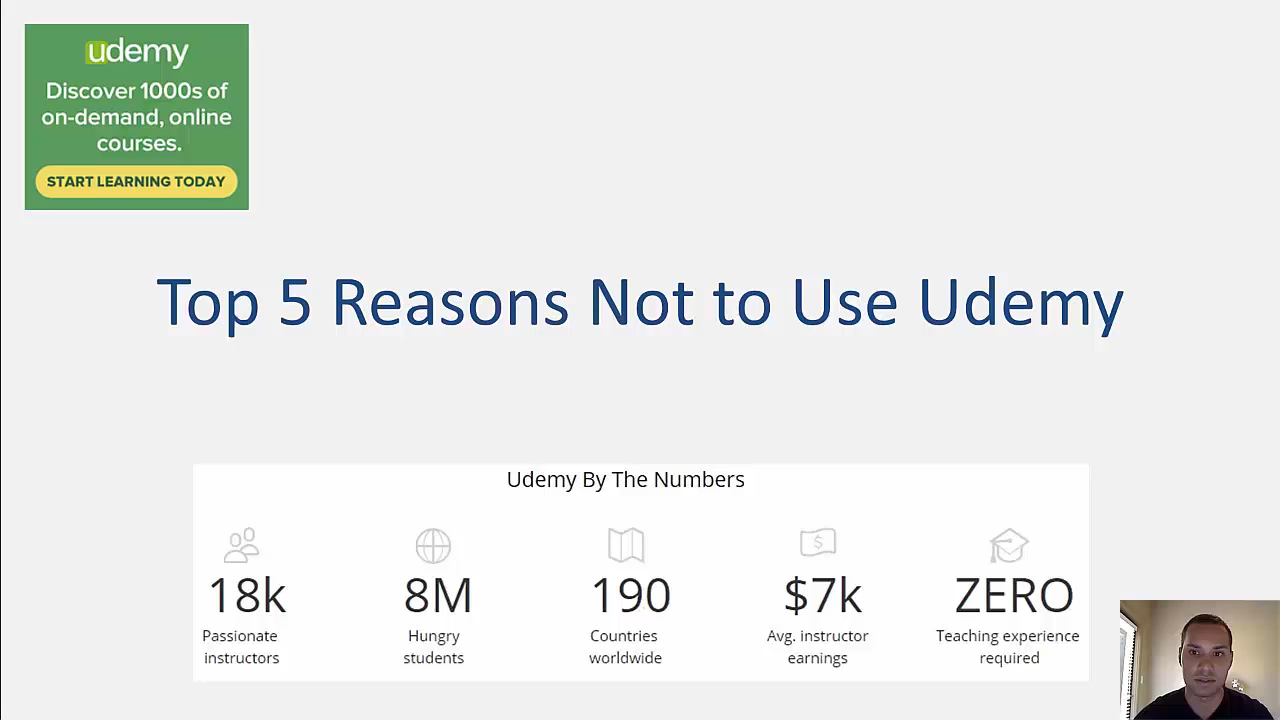 udemy
Discover 1000s of
on-demand, online
courses.
START LEARNING TODAY
Top 5 Reasons Not to Use Udemy
Udemy By The Numbers
18k
Passionate
instructors
8M
Hungry
students
190
Countries
worldwide
$
$7k
Avg. instructor
earnings
ZERO
Teaching experience
required